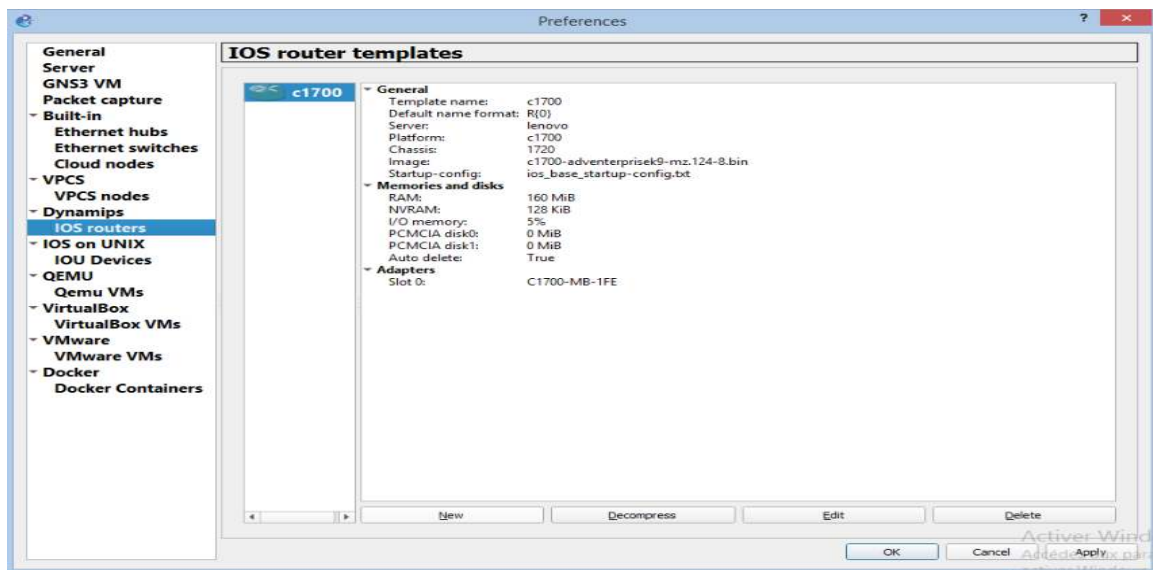 Preferences
?
General
Server
GNS3 VM
Packet capture
Built-in
Ethernet hubs
Ethernet switches
Cloud nodes
VPCS
VPCS nodes
Dynamips
IOS routers
IOS on UNIX
IOU Devices
QEMU
Qemu VMs
VirtualBox
VirtualBox VMs
VMware
VMware VMs
Docker
Docker Containers
IOS router templates
c1700
General
Template name: c1700
Default name format: R{0}
Server: lenovo
Platform: c1700
Chassis: 1720
Image: c1700-adventerprisek9-mz.124-8.bin
Startup-config: ios_base_startup-config.txt
Memories and disks
RAM: 160 MiB
NVRAM: 128 KiB
I/O memory: 5%
PCMCIA disk0: 0 MiB
PCMCIA disk1: 0 MiB
Auto delete: True
Adapters
Slot 0: C1700-MB-1FE
New Decompress Edit Delete
Activer Wind
OK Cancel Apply